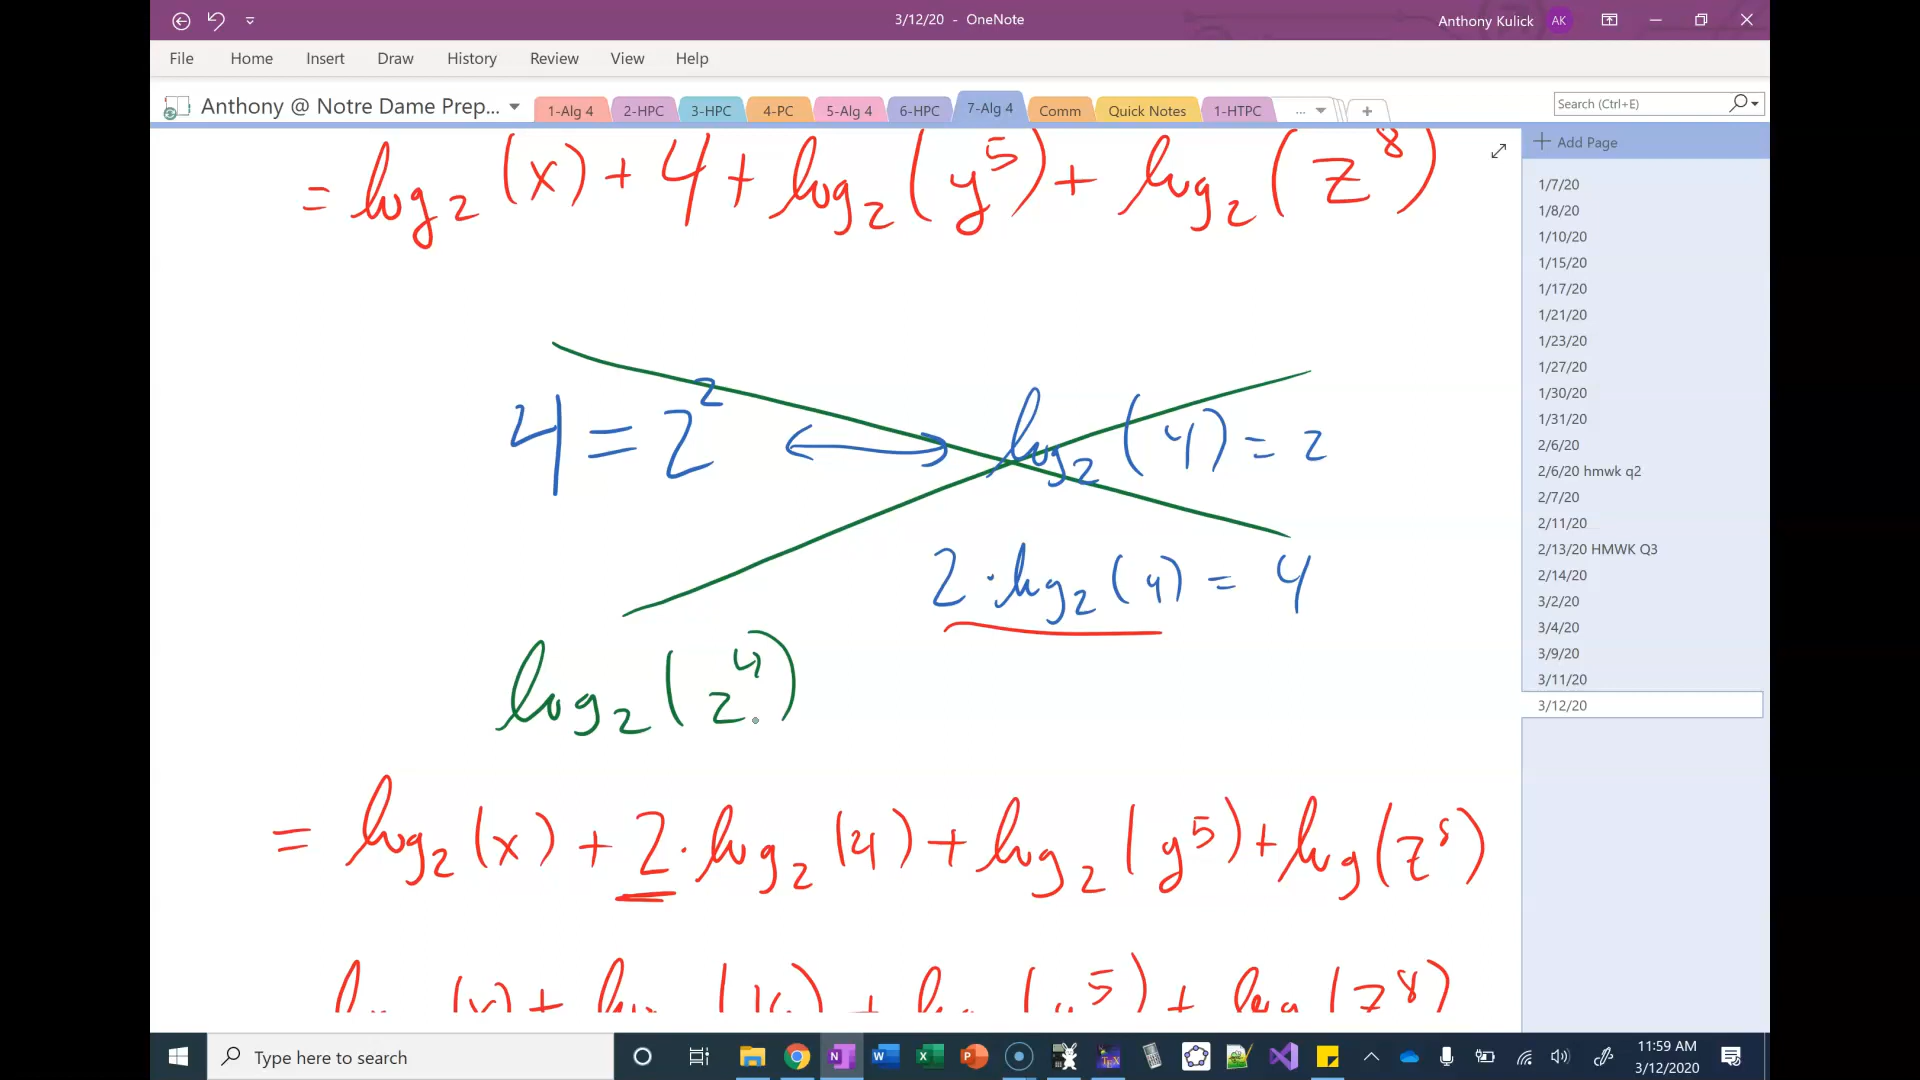 3/12/20 - OneNote
Anthony Kulick AK
File Home Insert Draw History Review View Help
Anthony @ Notre Dame Prep... 1-Alg 4 2-HPC 3-HPC 4-PC 5-Alg 4 6-HPC 7-Alg 4 Comm Quick Notes 1-HTPC ... +
Search (Ctrl+E)
Add Page
1/7/20
1/8/20
1/10/20
1/15/20
1/17/20
1/21/20
1/23/20
1/27/20
1/30/20
1/31/20
2/6/20
2/6/20 hmwk q2
2/7/20
2/11/20
2/13/20 HMWK Q3
2/14/20
3/2/20
3/4/20
3/9/20
3/11/20
3/12/20
= log₂(x) + 4 + log₂(y⁵) + log₂(z⁸)
4 = 2² ↔ log₂(4) = 2
2·log₂(4) = 4
log₂(2⁴)
= log₂(x) + 2·log₂(4) + log₂(y⁵) + log(z⁸)
Type here to search
11:59 AM
3/12/2020